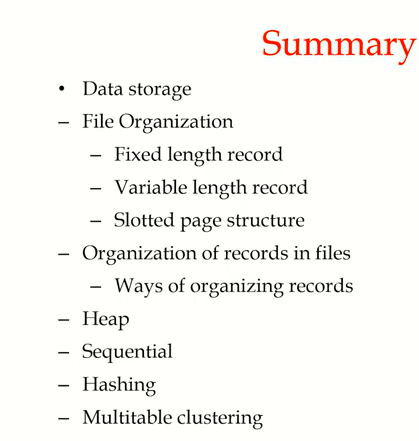 Summary
• Data storage
– File Organization
– Fixed length record
– Variable length record
– Slotted page structure
– Organization of records in files
– Ways of organizing records
– Heap
– Sequential
– Hashing
– Multitable clustering